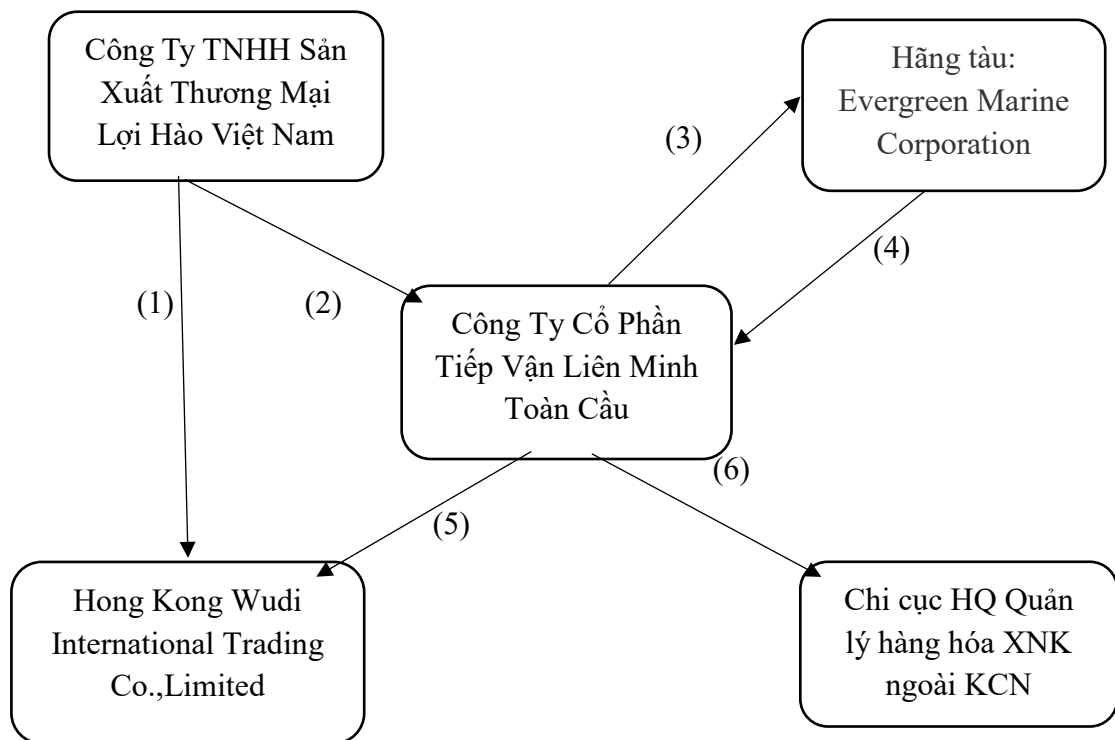 Công Ty TNHH Sản
Xuất Thương Mại
Lợi Hào Việt Nam
Hãng tàu:
Evergreen Marine
Corporation
(3)
(4)
(1)
(2)
Công Ty Cổ Phần
Tiếp Vận Liên Minh
Toàn Cầu
(6)
(5)
Hong Kong Wudi
International Trading
Co.,Limited
Chi cục HQ Quản
lý hàng hóa XNK
ngoài KCN